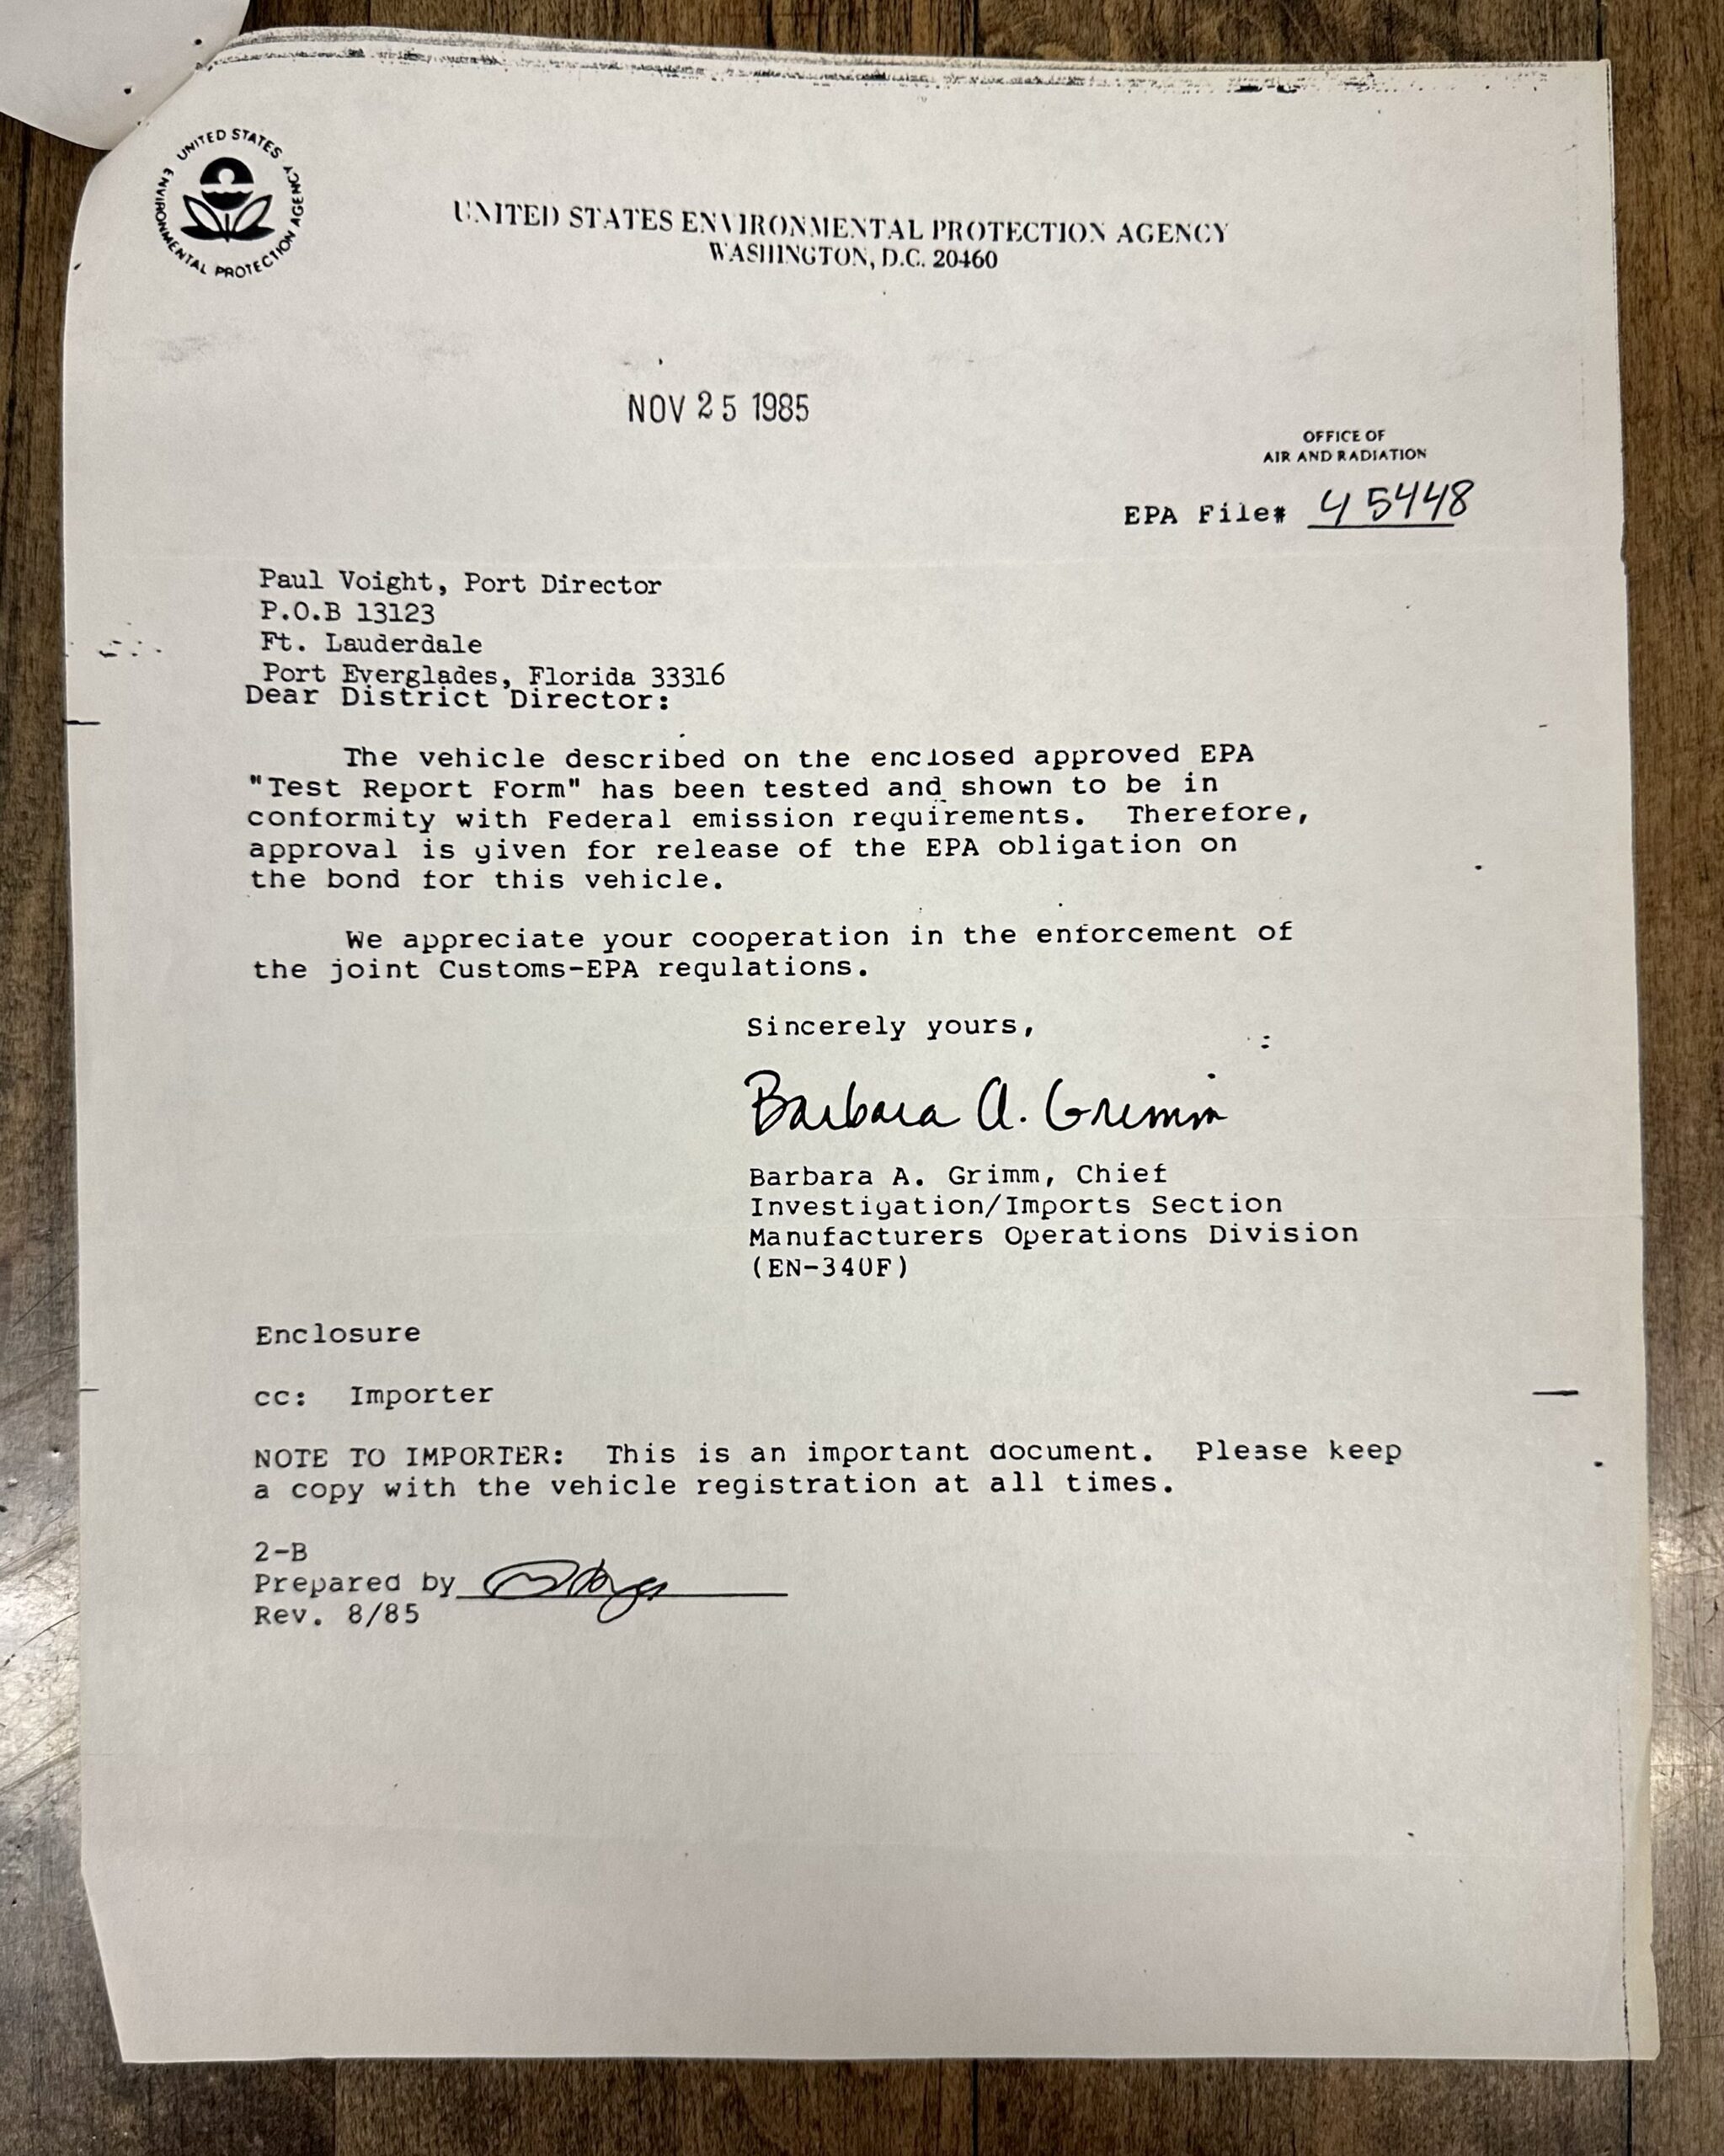 UNITED STATES
ENVIRONMENTAL PROTECTION AGENCY
UNITED STATES ENVIRONMENTAL PROTECTION AGENCY
WASHINGTON, D.C. 20460
NOV 25 1985
OFFICE OF
AIR AND RADIATION
EPA File# 45448
Paul Voight, Port Director
P.O.B 13123
Ft. Lauderdale
Port Everglades, Florida 33316
Dear District Director:
The vehicle described on the enclosed approved EPA
"Test Report Form" has been tested and shown to be in
conformity with Federal emission requirements. Therefore,
approval is given for release of the EPA obligation on
the bond for this vehicle.
We appreciate your cooperation in the enforcement of
the joint Customs-EPA regulations.
Sincerely yours,
Barbara A. Grimm
Barbara A. Grimm, Chief
Investigation/Imports Section
Manufacturers Operations Division
(EN-340F)
Enclosure
cc: Importer
NOTE TO IMPORTER: This is an important document. Please keep
a copy with the vehicle registration at all times.
2-B
Prepared by
Rev. 8/85